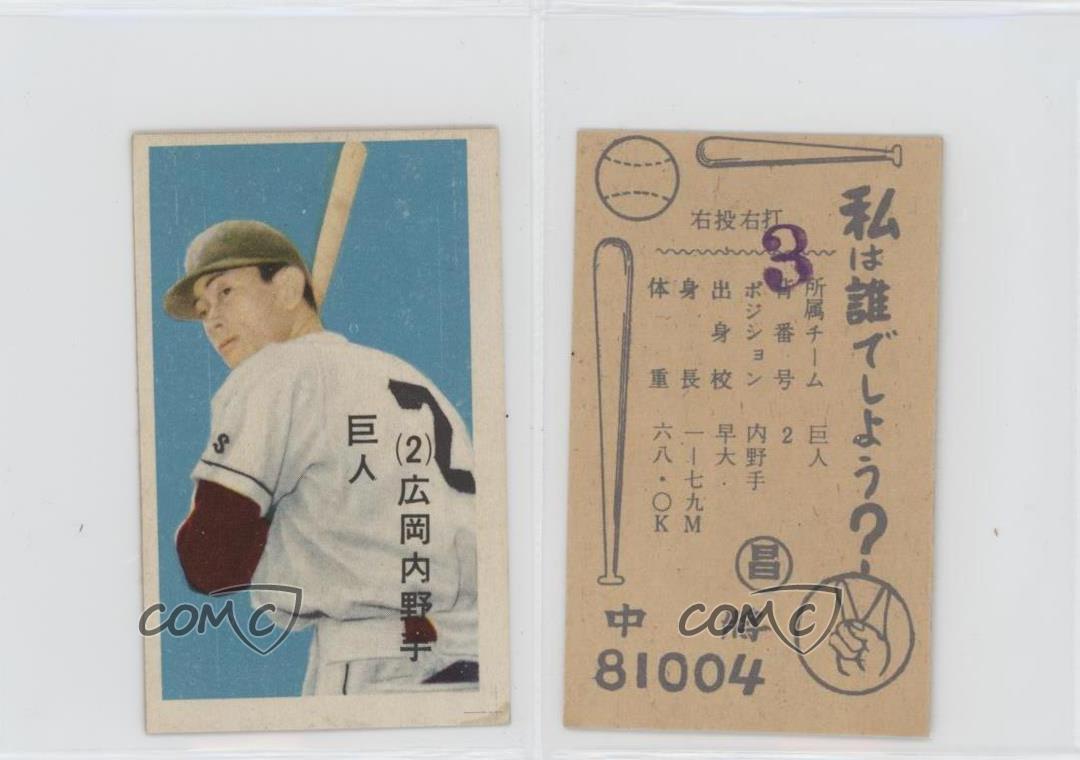 巨人
(2)広岡内野手
S
2
COMC
私は誰でしよう?
右投右打
3
所属チーム 巨人
背番号 2
ポジション 内野手
出身校 早大.
身長 一—七九M
体重 六八・〇K
昌
中
81004
COMC